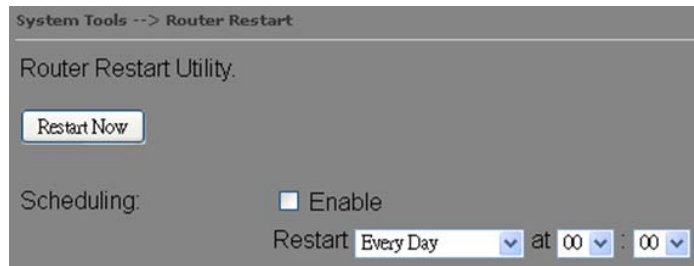 System Tools --> Router Restart
Router Restart Utility.
Restart Now
Scheduling: Enable
Restart Every Day at 00 : 00